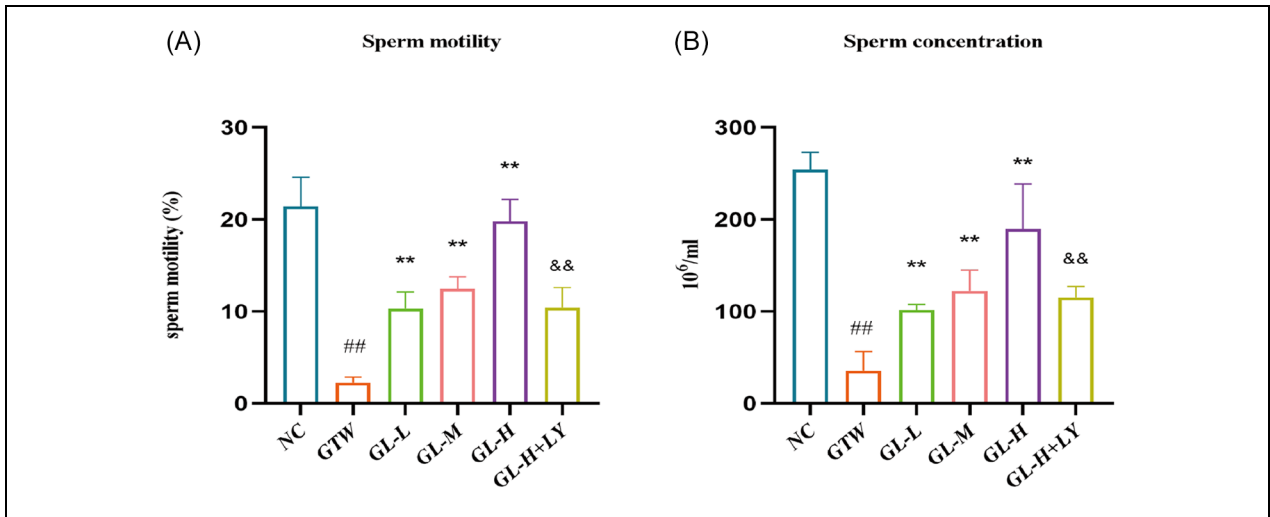 (A) Sperm motility
sperm motility (%)
30
20
10
0
##
**
**
**
&&
NC
GTW
GL-L
GL-M
GL-H
GL-H+LY
(B) Sperm concentration
10⁶/ml
300
200
100
0
##
**
**
**
&&
NC
GTW
GL-L
GL-M
GL-H
GL-H+LY